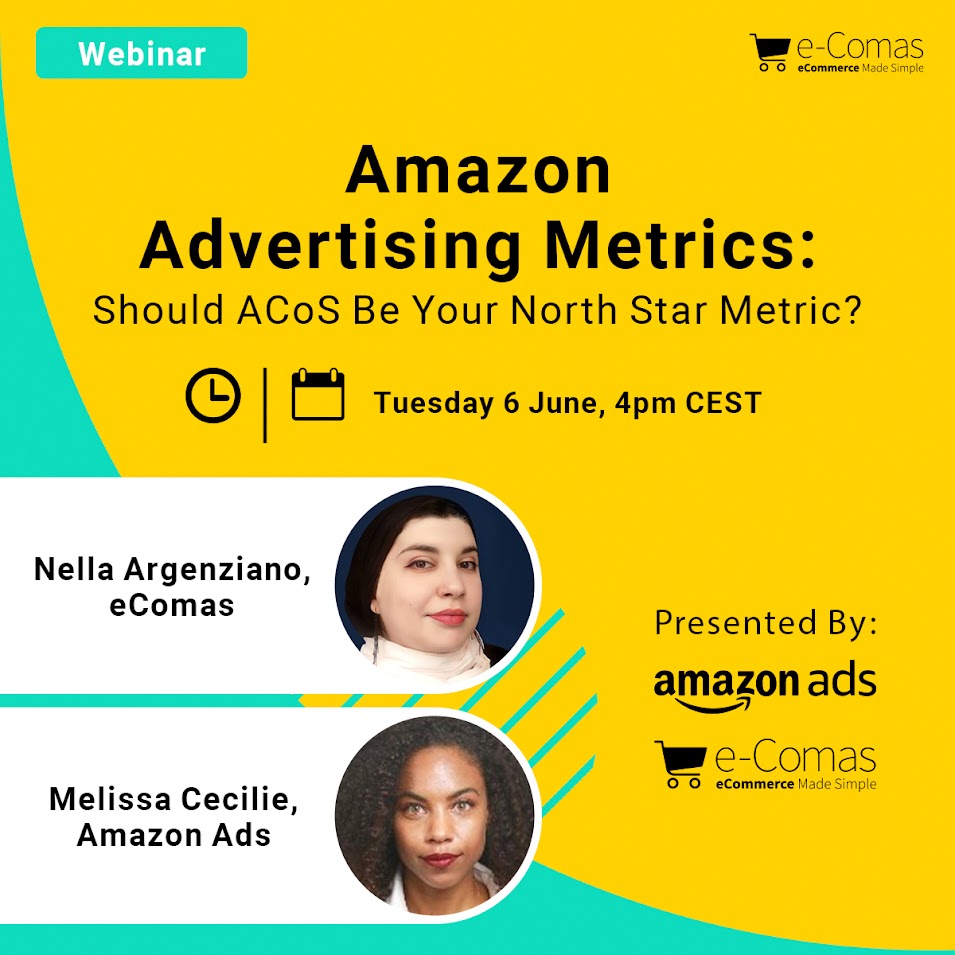 Webinar
e-Comas
eCommerce Made Simple
Amazon
Advertising Metrics:
Should ACoS Be Your North Star Metric?
Tuesday 6 June, 4pm CEST
Nella Argenziano,
eComas
Presented By:
amazon ads
e-Comas
eCommerce Made Simple
Melissa Cecilie,
Amazon Ads